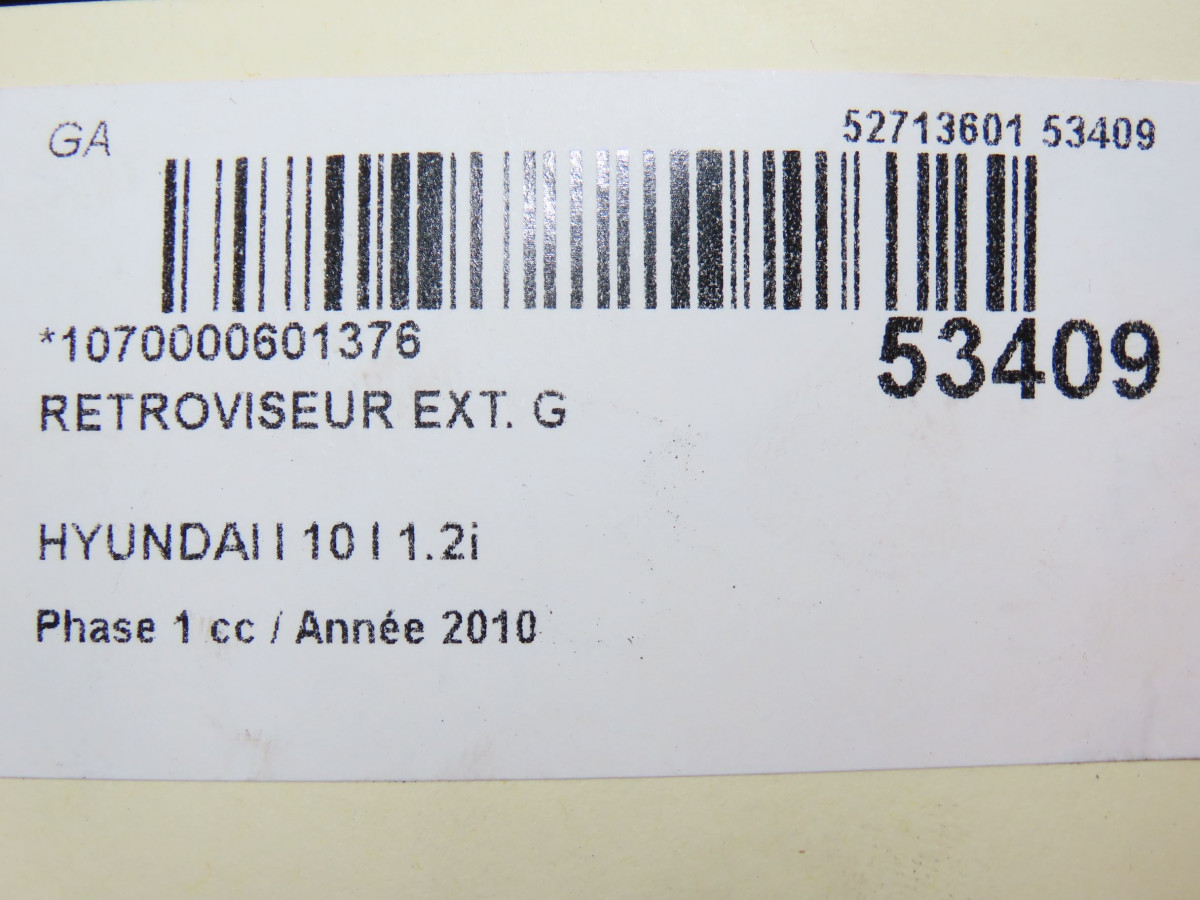 GA
52713601 53409
*1070000601376
53409
RETROVISEUR EXT. G
HYUNDAI I 10 I 1.2i
Phase 1 cc / Année 2010